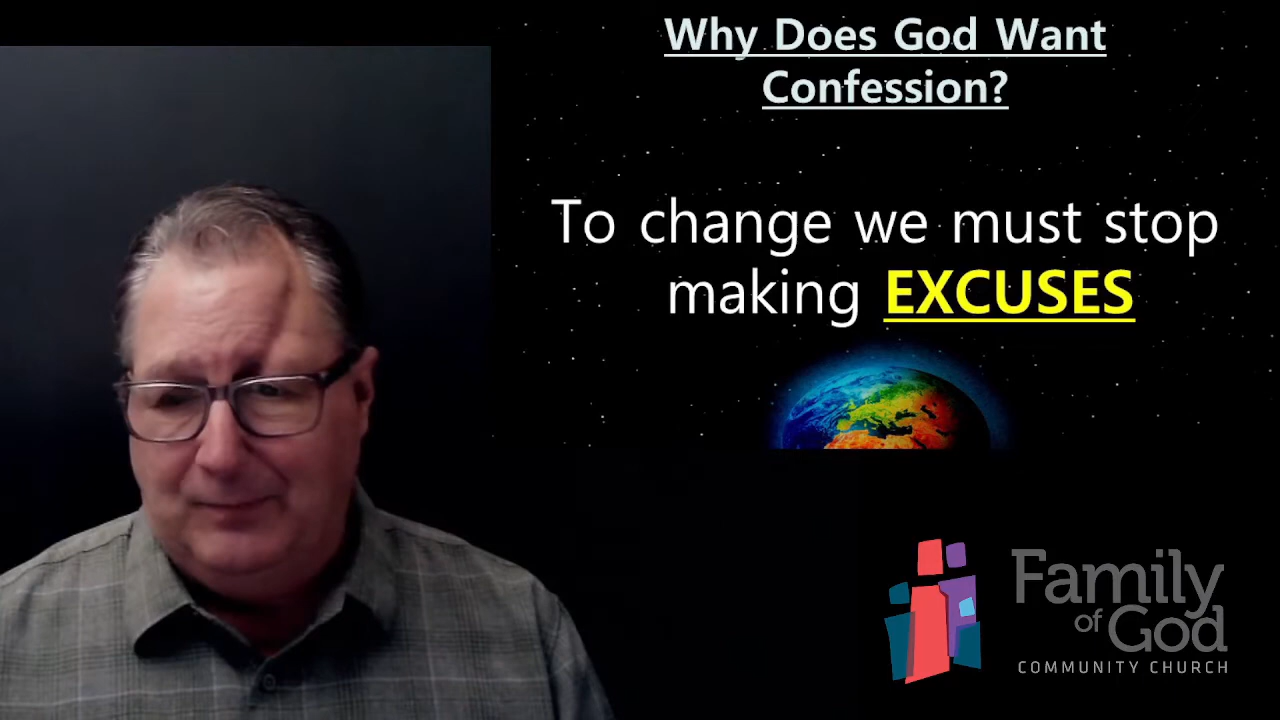 Why Does God Want
Confession?
To change we must stop
making EXCUSES
Family
of God
COMMUNITY CHURCH